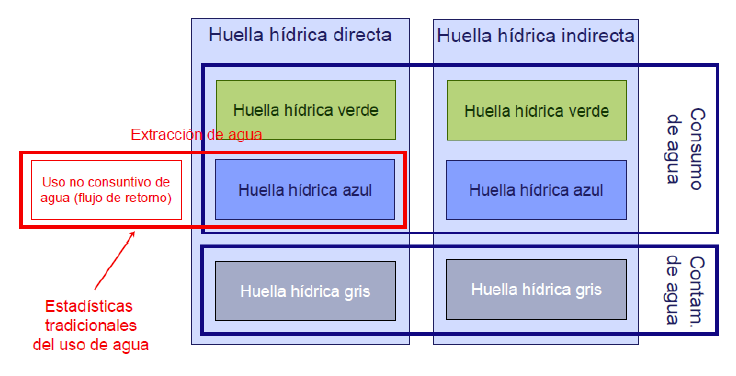 Huella hídrica directa
Huella hídrica indirecta
Huella hídrica verde
Huella hídrica verde
Consumo
de agua
Extracción de agua
Uso no consuntivo de
agua (flujo de retorno)
Huella hídrica azul
Huella hídrica azul
Huella hídrica gris
Huella hídrica gris
Contam.
de agua
Estadísticas
tradicionales
del uso de agua